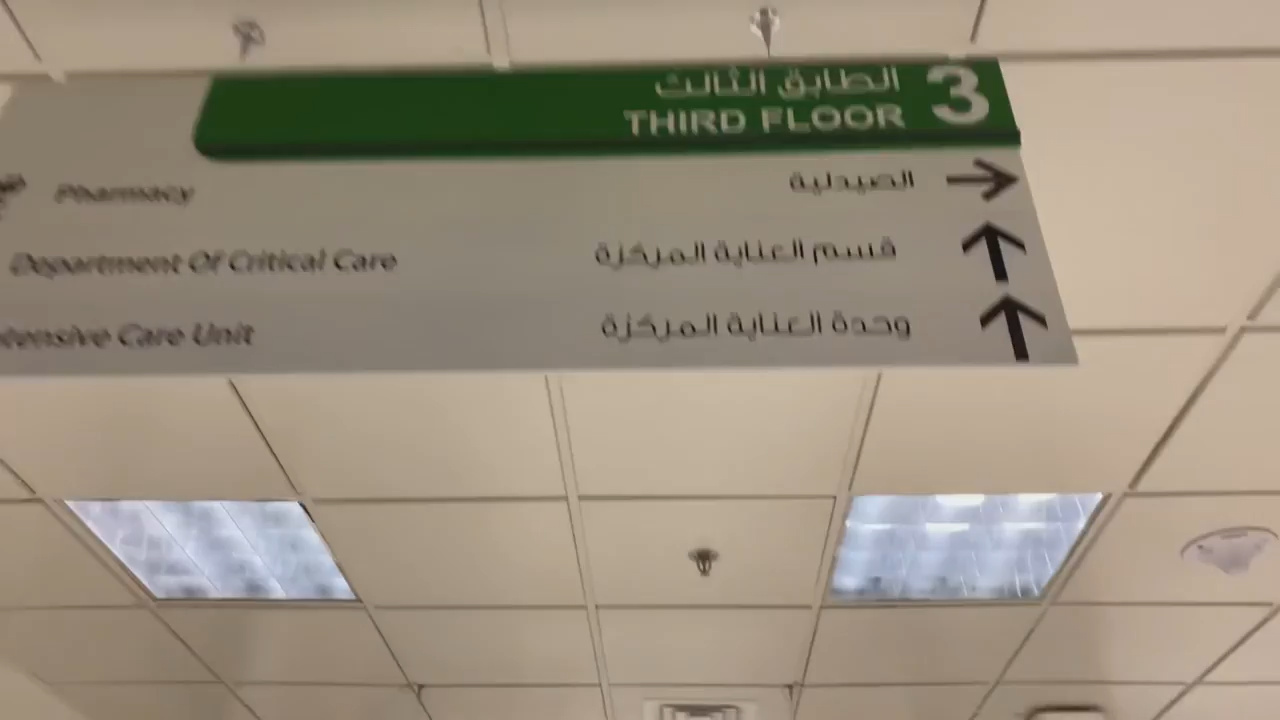 الطابق الثالث
THIRD FLOOR
3
Pharmacy
الصيدلية
Department Of Critical Care
قسم العناية المركزة
Care Unit
وحدة العناية المركزة